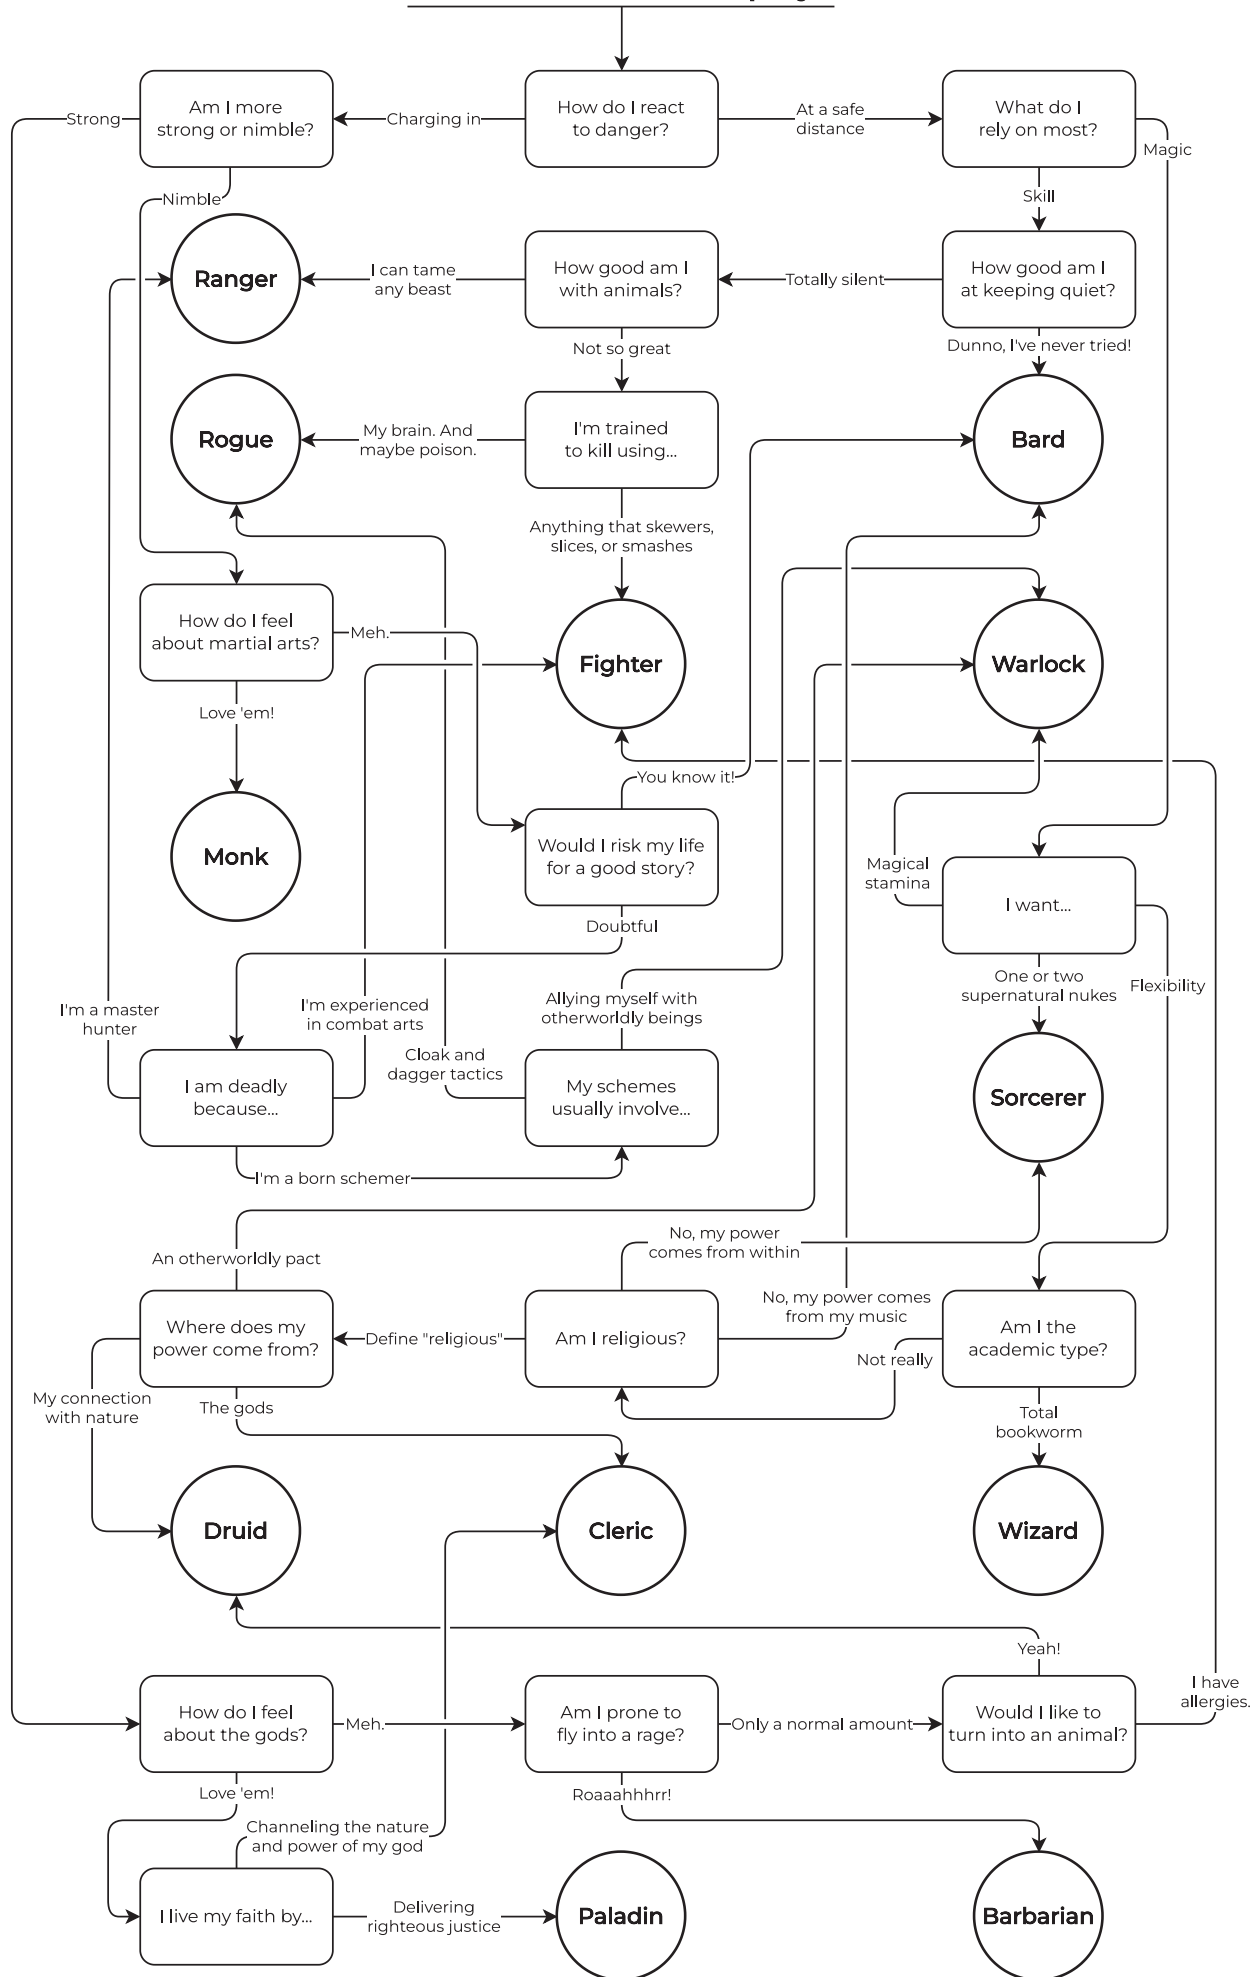 Am I more
strong or nimble?
Strong
Charging in
How do I react
to danger?
At a safe
distance
What do I
rely on most?
Magic
Nimble
Skill
Ranger
I can tame
any beast
How good am I
with animals?
Totally silent
How good am I
at keeping quiet?
Not so great
Dunno, I've never tried!
Rogue
My brain. And
maybe poison.
I'm trained
to kill using...
Bard
Anything that skewers,
slices, or smashes
How do I feel
about martial arts?
Meh.
Fighter
Warlock
Love 'em!
You know it!
Monk
Would I risk my life
for a good story?
Magical
stamina
I want...
Doubtful
One or two
supernatural nukes
Flexibility
I'm a master
hunter
I'm experienced
in combat arts
Allying myself with
otherworldly beings
Cloak and
dagger tactics
I am deadly
because...
My schemes
usually involve...
Sorcerer
I'm a born schemer
An otherworldly pact
No, my power
comes from within
No, my power comes
from my music
Where does my
power come from?
Define "religious"
Am I religious?
Not really
Am I the
academic type?
My connection
with nature
The gods
Total
bookworm
Druid
Cleric
Wizard
Yeah!
How do I feel
about the gods?
Meh.
Am I prone to
fly into a rage?
Only a normal amount
Would I like to
turn into an animal?
I have
allergies.
Love 'em!
Roaaahhhrr!
Channeling the nature
and power of my god
I live my faith by...
Delivering
righteous justice
Paladin
Barbarian